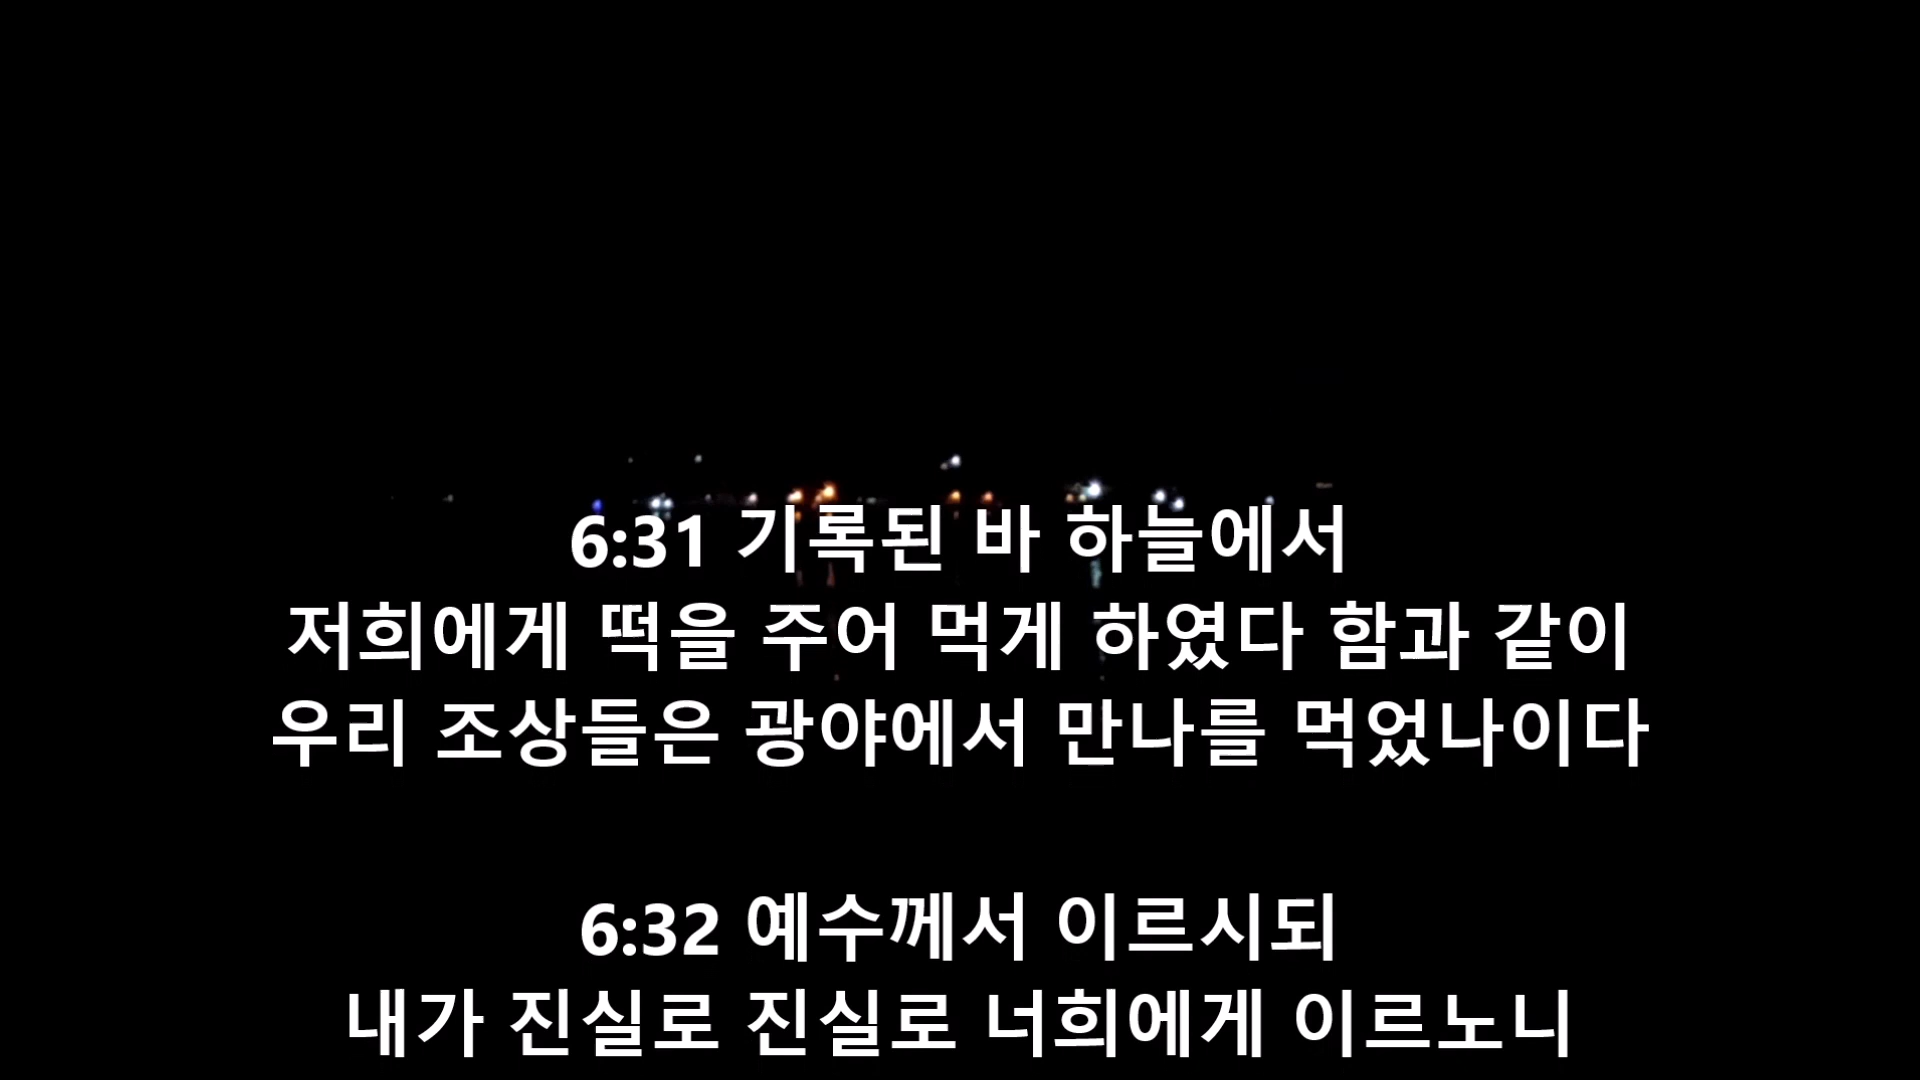 6:31 기록된 바 하늘에서
저희에게 떡을 주어 먹게 하였다 함과 같이
우리 조상들은 광야에서 만나를 먹었나이다
6:32 예수께서 이르시되
내가 진실로 진실로 너희에게 이르노니